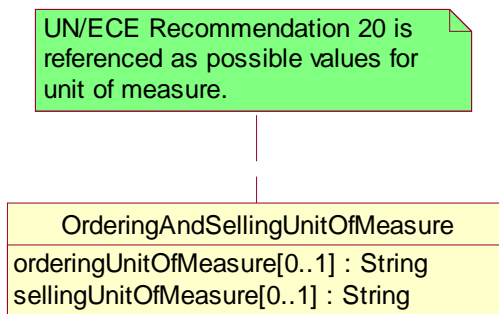 UN/ECE Recommendation 20 is
referenced as possible values for
unit of measure.
OrderingAndSellingUnitOfMeasure
orderingUnitOfMeasure[0..1] : String
sellingUnitOfMeasure[0..1] : String